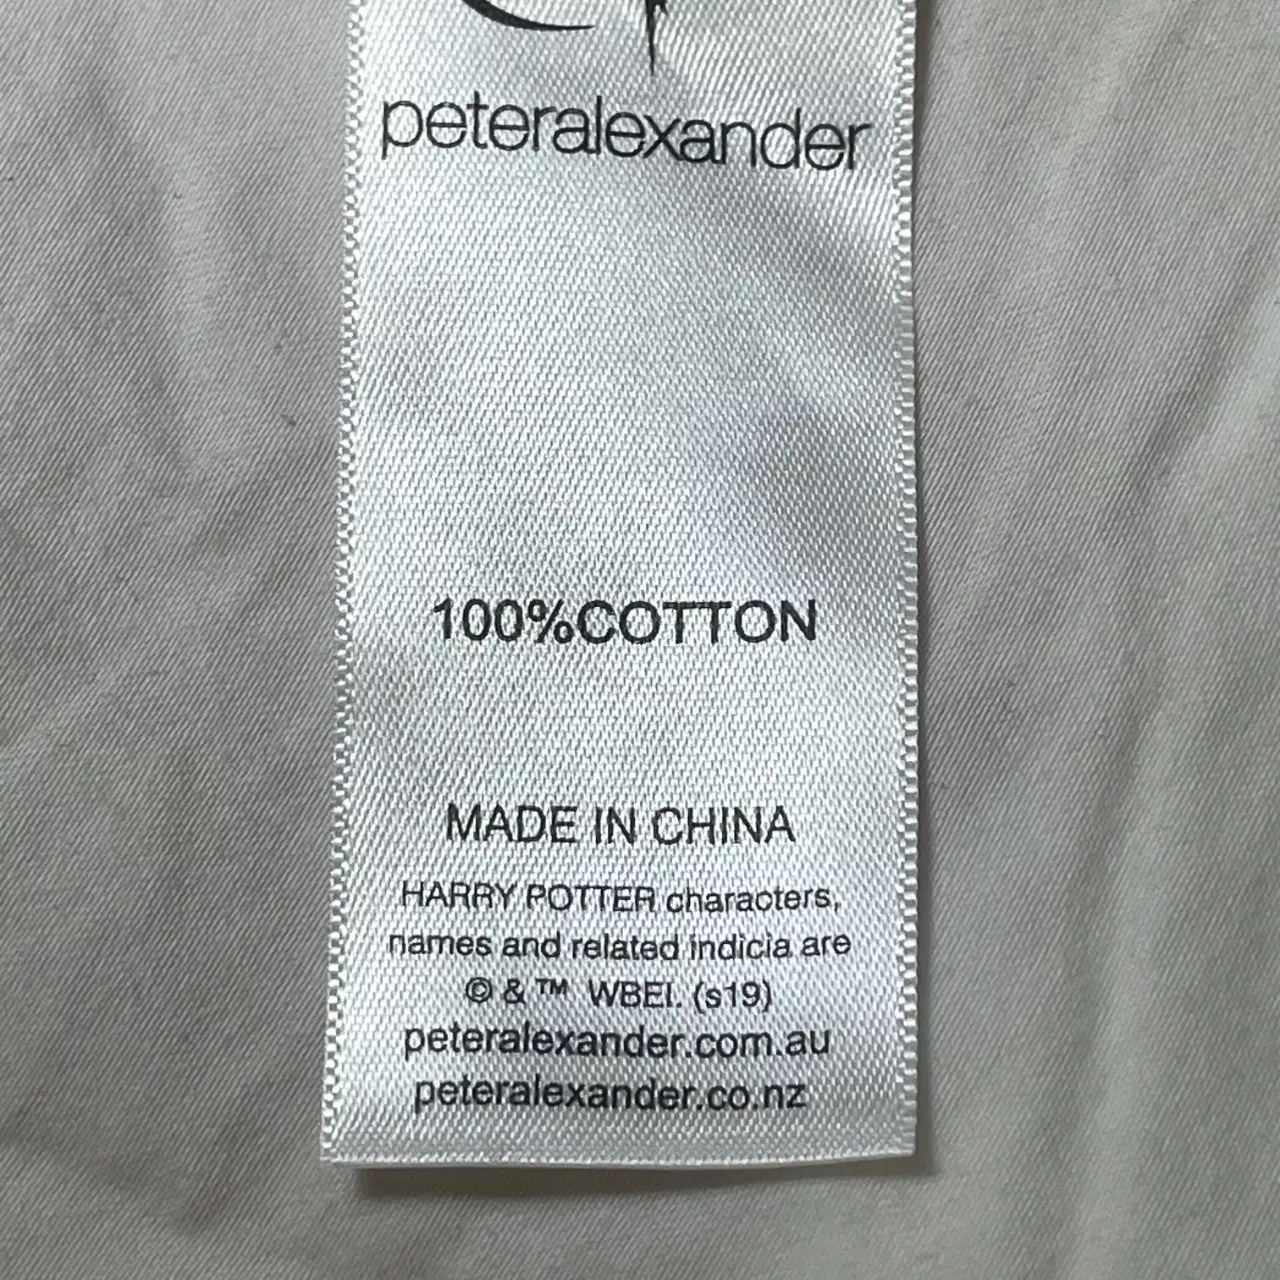 peteralexander
100%COTTON
MADE IN CHINA
HARRY POTTER characters,
names and related indicia are
© & ™ WBEI. (s19)
peteralexander.com.au
peteralexander.co.nz